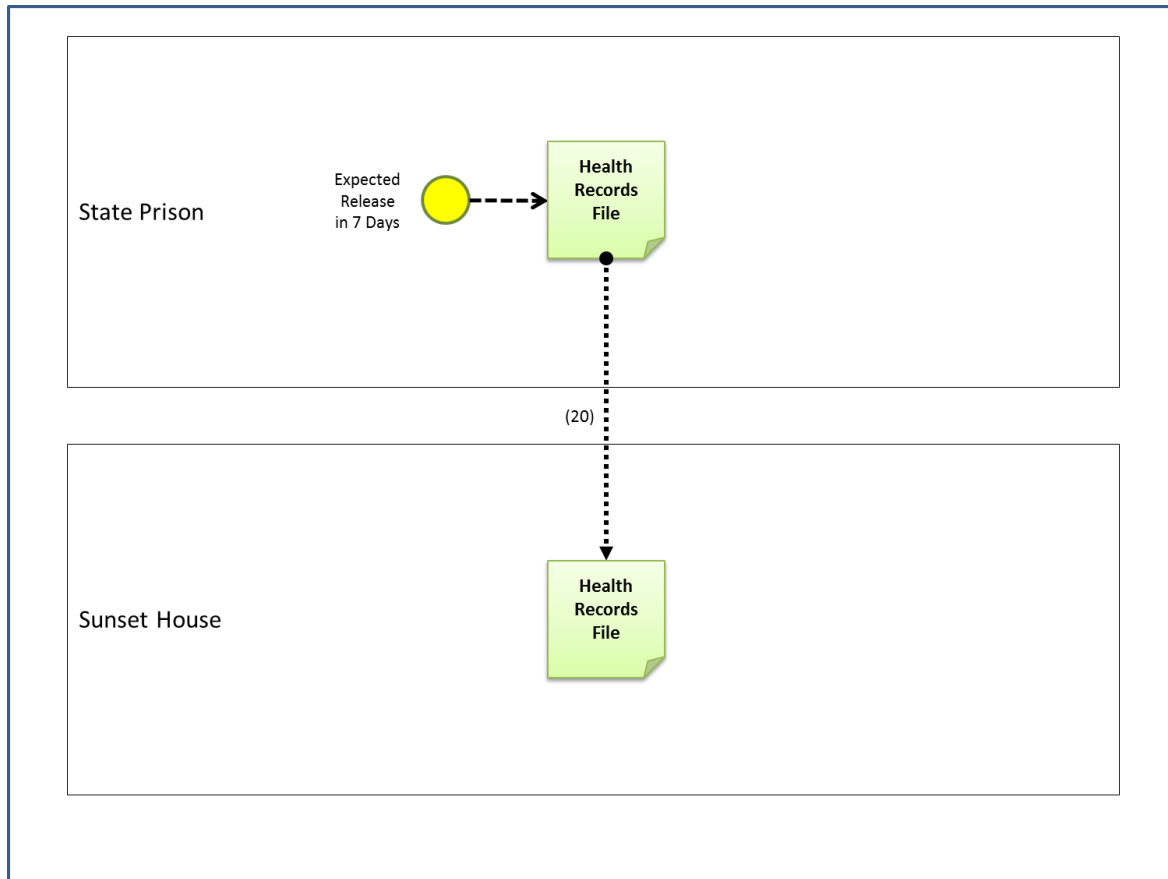 State Prison
Expected
Release
in 7 Days
Health
Records
File
(20)
Sunset House
Health
Records
File